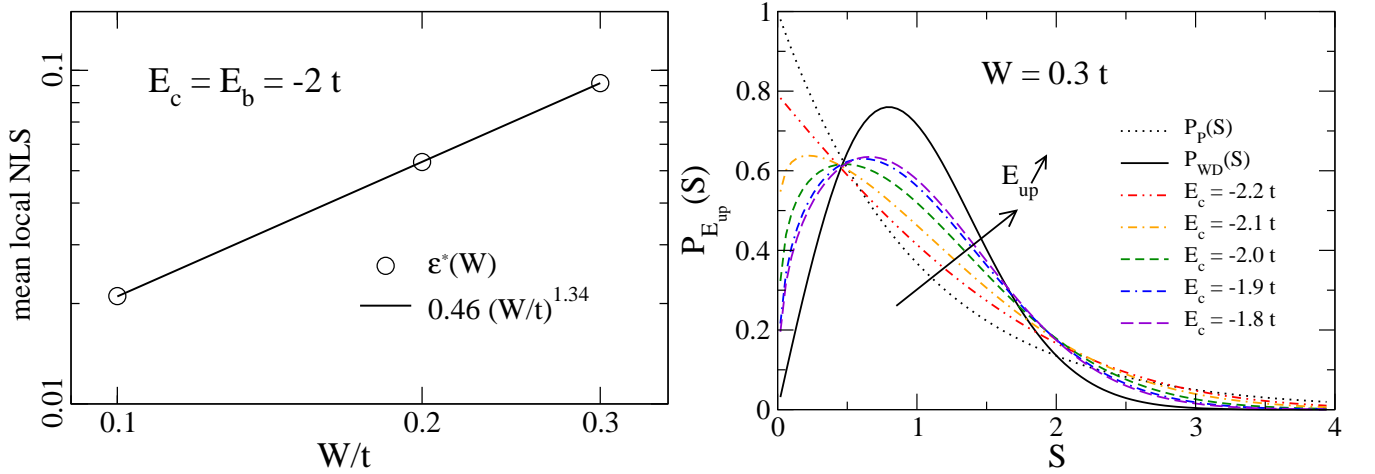 0.1
0.01
mean local NLS
E_c = E_b = -2 t
ε*(W)
0.46 (W/t)^1.34
0.1 0.2 0.3
W/t
1
0.8
0.6
0.4
0.2
0
P_{E_up}(S)
W = 0.3 t
E_up
P_P(S)
P_WD(S)
E_c = -2.2 t
E_c = -2.1 t
E_c = -2.0 t
E_c = -1.9 t
E_c = -1.8 t
0 1 2 3 4
S